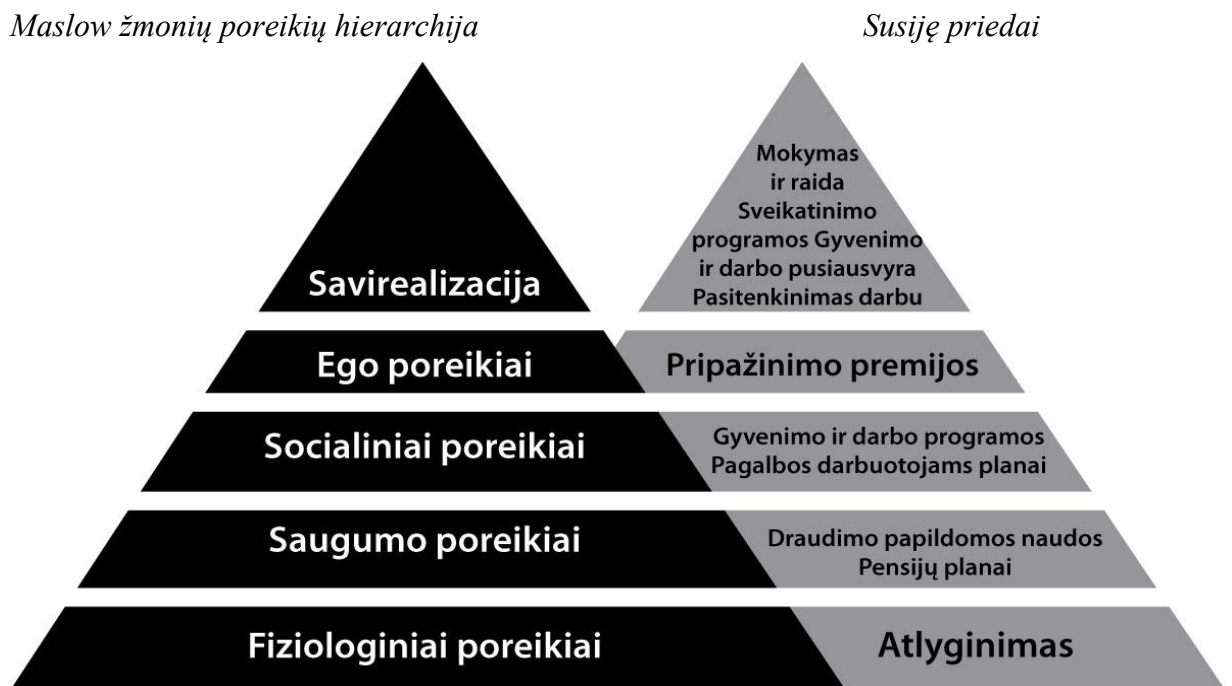 Maslow žmonių poreikių hierarchija
Susiję priedai
Savirealizacija
Mokymas
ir raida
Sveikatinimo
programos Gyvenimo
ir darbo pusiausvyra
Pasitenkinimas darbu
Ego poreikiai
Pripažinimo premijos
Socialiniai poreikiai
Gyvenimo ir darbo programos
Pagalbos darbuotojams planai
Saugumo poreikiai
Draudimo papildomos naudos
Pensijų planai
Fiziologiniai poreikiai
Atlyginimas